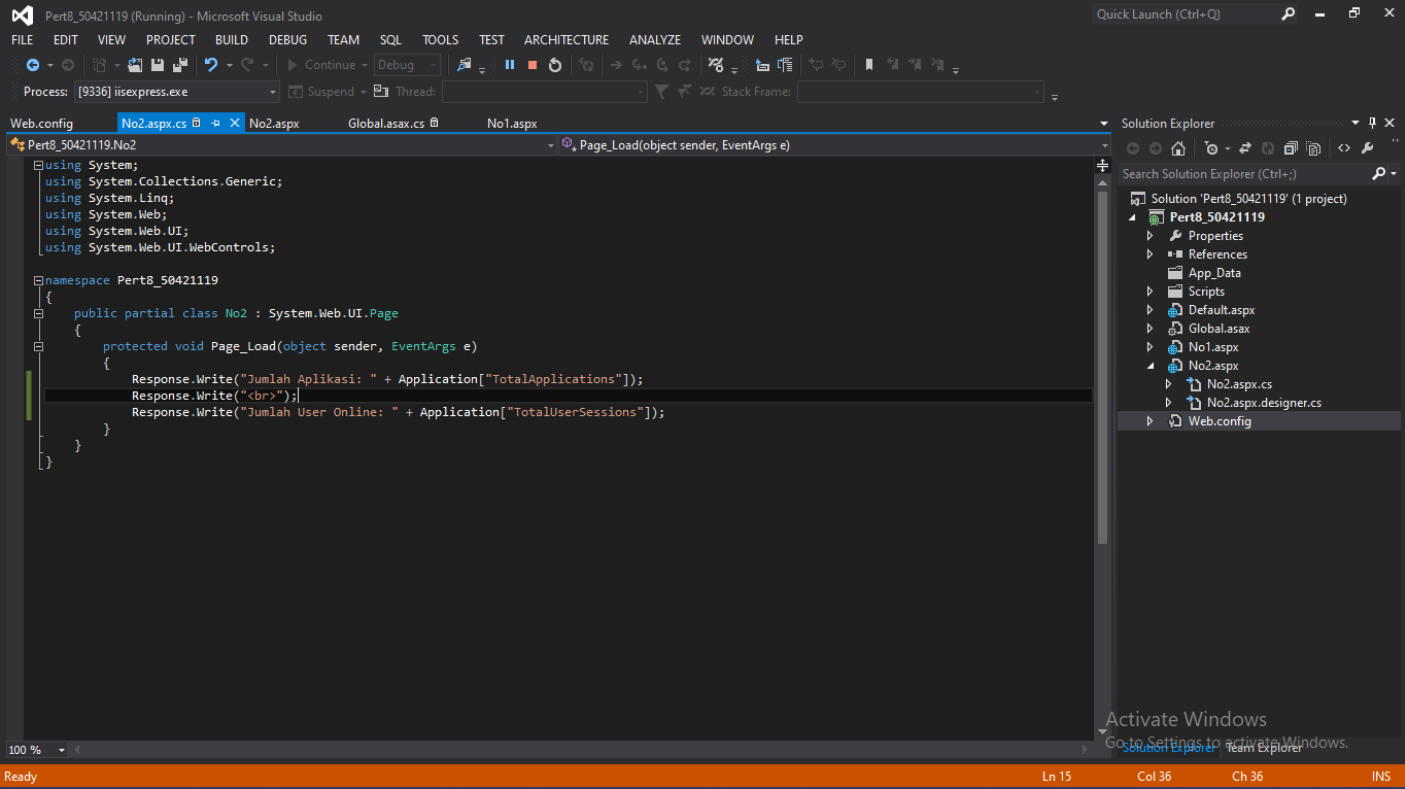 Pert8_50421119 (Running) - Microsoft Visual Studio
Quick Launch (Ctrl+Q)
FILE EDIT VIEW PROJECT BUILD DEBUG TEAM SQL TOOLS TEST ARCHITECTURE ANALYZE WINDOW HELP
Continue Debug
Process: [9336] iisexpress.exe Suspend Thread: Stack Frame:
Web.config No2.aspx.cs No2.aspx Global.asax.cs No1.aspx
Pert8_50421119.No2 Page_Load(object sender, EventArgs e)
using System;
using System.Collections.Generic;
using System.Linq;
using System.Web;
using System.Web.UI;
using System.Web.UI.WebControls;
namespace Pert8_50421119
{
public partial class No2 : System.Web.UI.Page
{
protected void Page_Load(object sender, EventArgs e)
{
Response.Write("Jumlah Aplikasi: " + Application["TotalApplications"]);
Response.Write("<br>");
Response.Write("Jumlah User Online: " + Application["TotalUserSessions"]);
}
}
}
100 %
Solution Explorer
Search Solution Explorer (Ctrl+;)
Solution 'Pert8_50421119' (1 project)
Pert8_50421119
Properties
References
App_Data
Scripts
Default.aspx
Global.asax
No1.aspx
No2.aspx
No2.aspx.cs
No2.aspx.designer.cs
Web.config
Activate Windows
Go to Settings to activate Windows.
Solution Explorer Team Explorer
Ready Ln 15 Col 36 Ch 36 INS